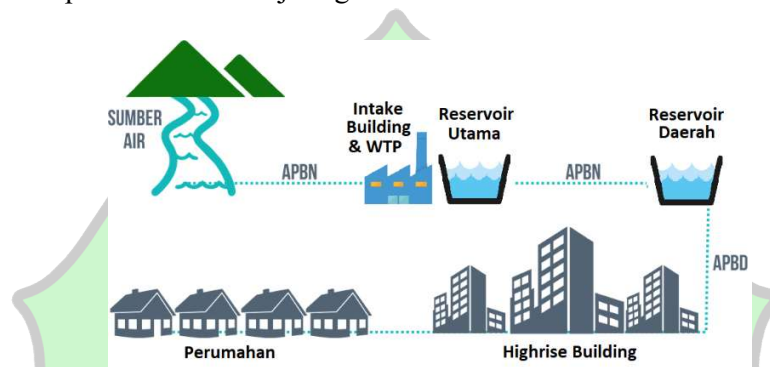 SUMBER
AIR
APBN
Intake
Building
& WTP
Reservoir
Utama
APBN
Reservoir
Daerah
APBD
Perumahan
Highrise Building